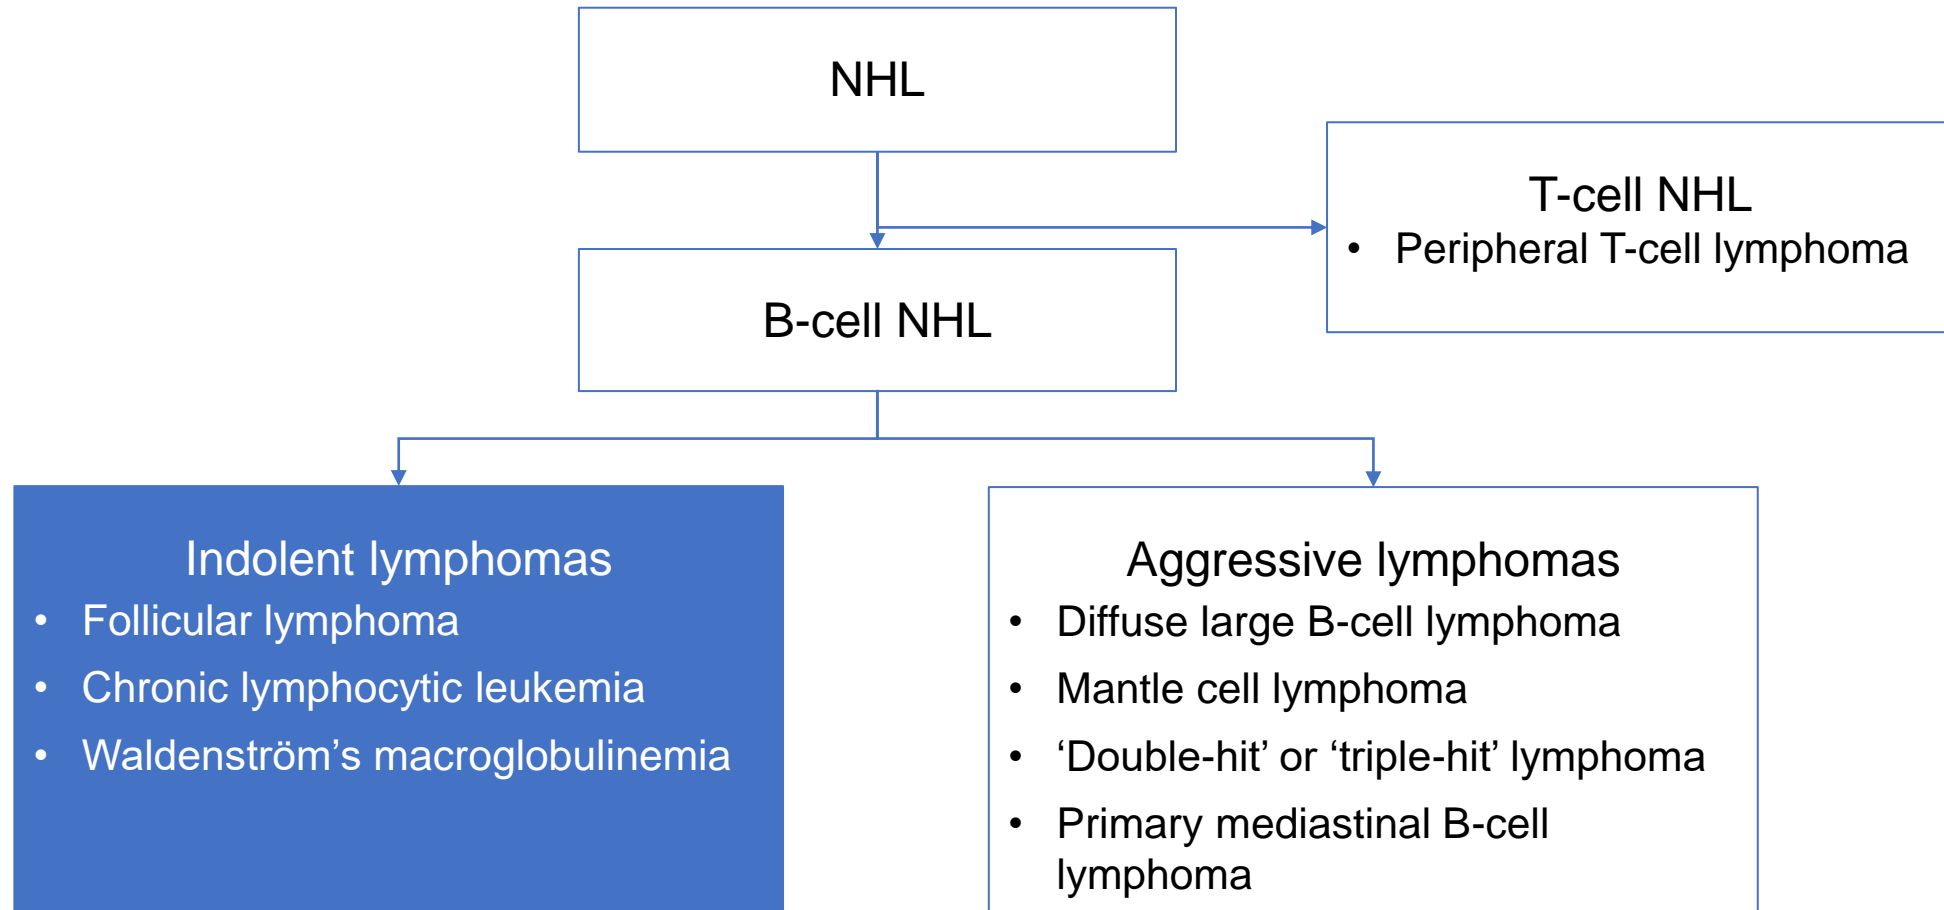 NHL
T-cell NHL
• Peripheral T-cell lymphoma
B-cell NHL
Indolent lymphomas
• Follicular lymphoma
• Chronic lymphocytic leukemia
• Waldenström’s macroglobulinemia
Aggressive lymphomas
• Diffuse large B-cell lymphoma
• Mantle cell lymphoma
• ‘Double-hit’ or ‘triple-hit’ lymphoma
• Primary mediastinal B-cell
lymphoma